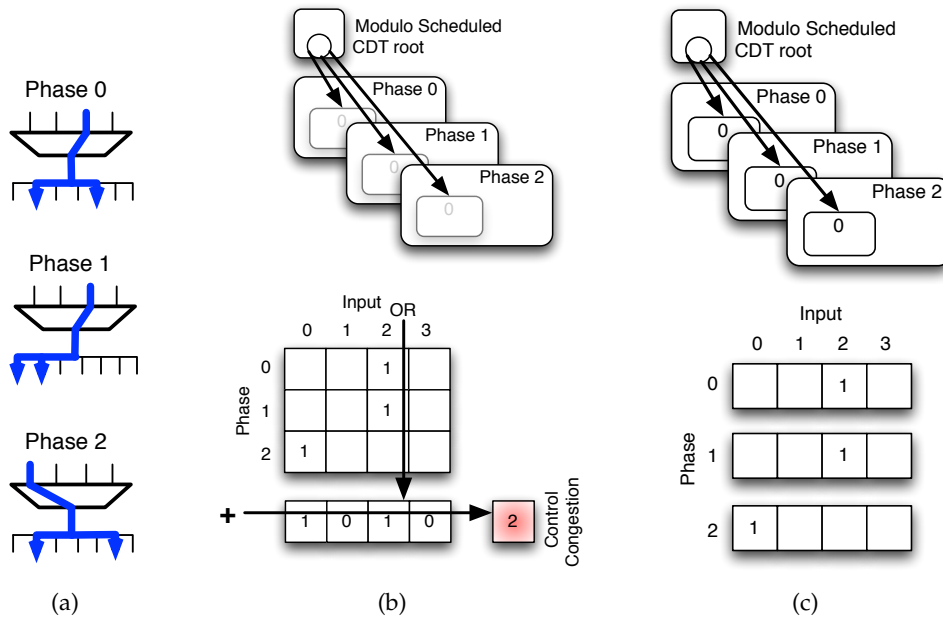 Phase 0
Phase 1
Phase 2
(a)
Modulo Scheduled
CDT root
Phase 0
0
Phase 1
0
Phase 2
0
Input
OR
0 1 2 3
Phase
0 1
1 1
2 1
+ 1 0 1 0 2
Control
Congestion
(b)
Modulo Scheduled
CDT root
Phase 0
0
Phase 1
0
Phase 2
0
Input
0 1 2 3
Phase
0 1
1 1
2 1
(c)